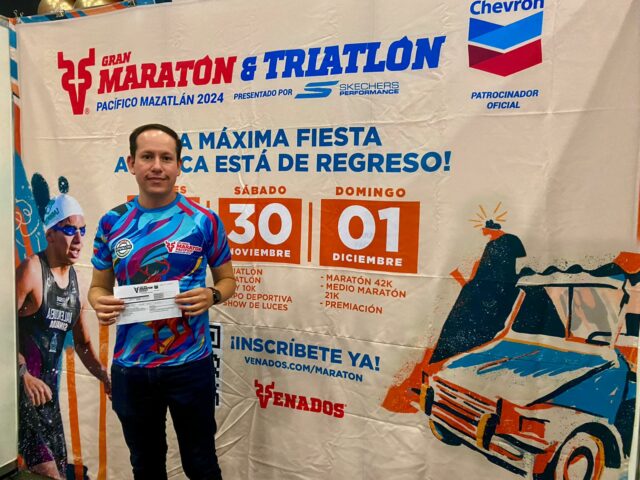 Chevron
PATROCINADOR
OFICIAL
GRAN
MARATÓN & TRIATLÓN
PACÍFICO MAZATLÁN 2024 PRESENTADO POR SKECHERS
PERFORMANCE
A MÁXIMA FIESTA
ESTÁ DE REGRESO!
SÁBADO DOMINGO
30 01
DICIEMBRE
- MARATÓN 42K
- MEDIO MARATÓN
21K
- PREMIACIÓN
10K
DEPORTIVA
DE LUCES
¡INSCRÍBETE YA!
VENADOS.COM/MARATON
VENADOS
MARATÓN